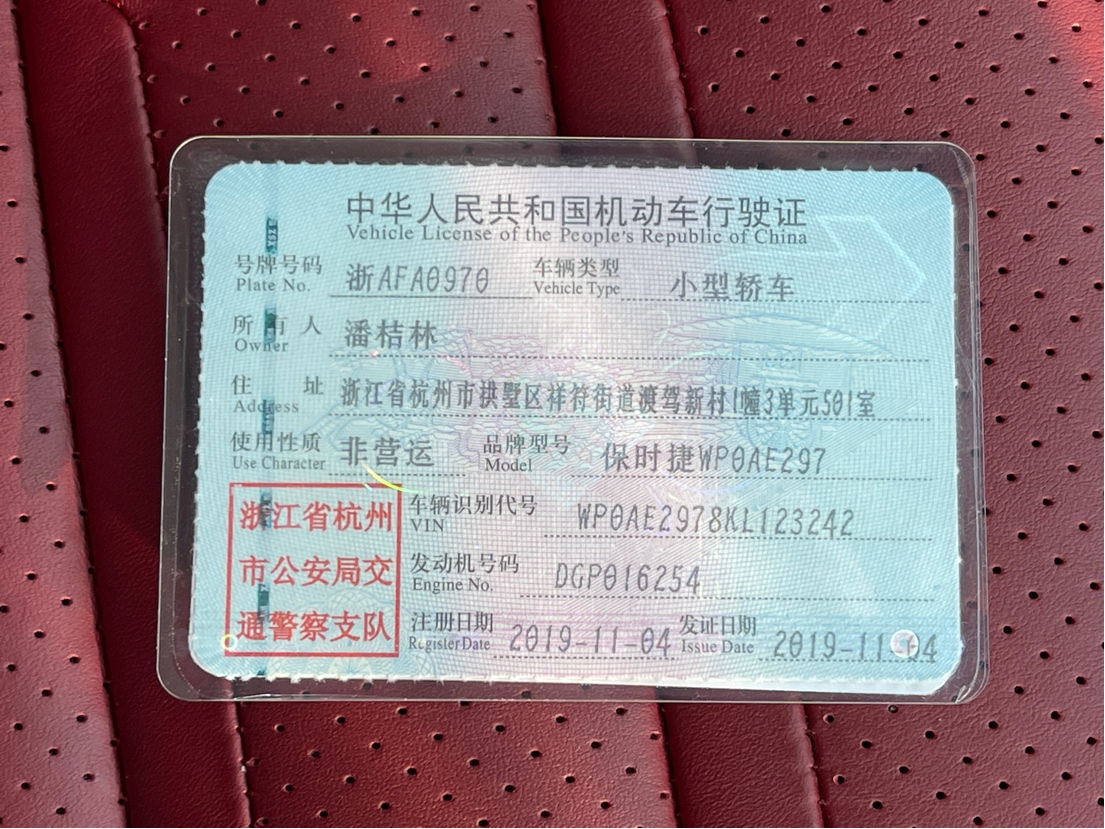 中华人民共和国机动车行驶证
Vehicle License of the People's Republic of China
号牌号码 浙AFA0970 车辆类型 小型轿车
Plate No. Vehicle Type
所有人 潘桔林
Owner
住址 浙江省杭州市拱墅区祥符街道渡驾新村1幢3单元501室
Address
使用性质 非营运 品牌型号 保时捷WP0AE297
Use Character Model
浙江省杭州
市公安局交
通警察支队
车辆识别代号 WP0AE2978KL123242
VIN
发动机号码 DGP016254
Engine No.
注册日期 2019-11-04 发证日期 2019-11-04
Register Date Issue Date